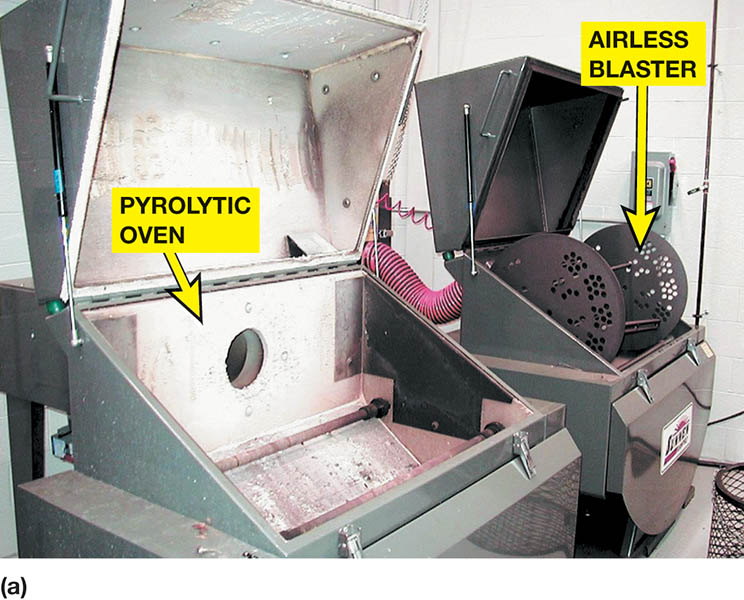 AIRLESS
BLASTER
PYROLYTIC
OVEN
(a)